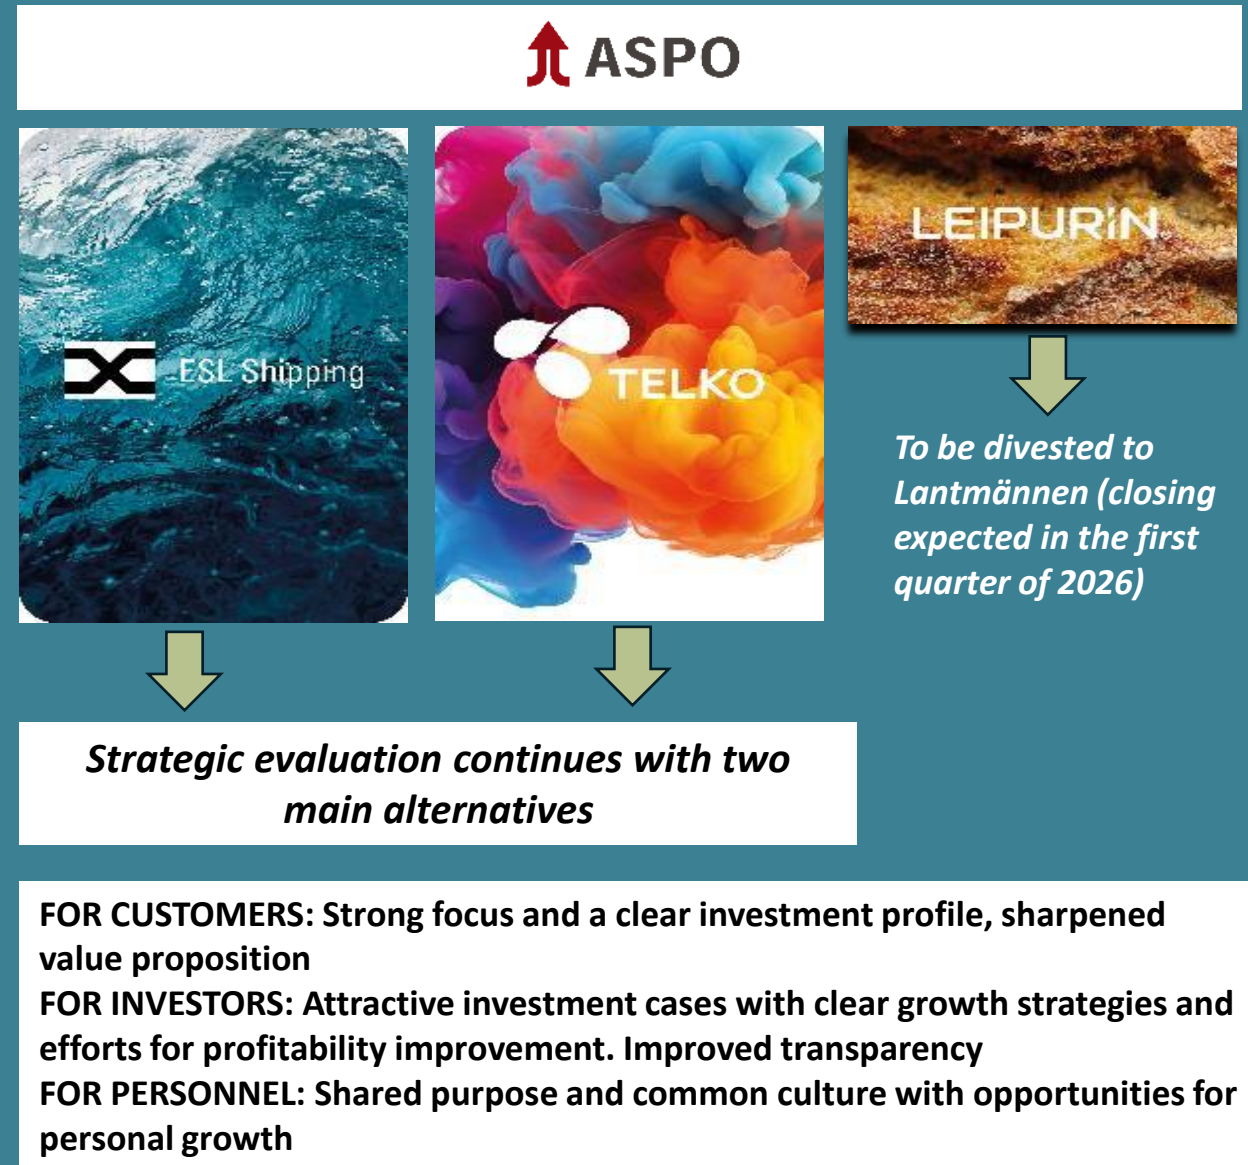 ASPO
ESL Shipping
TELKO
LEIPURIN
To be divested to
Lantmännen (closing
expected in the first
quarter of 2026)
Strategic evaluation continues with two
main alternatives
FOR CUSTOMERS: Strong focus and a clear investment profile, sharpened
value proposition
FOR INVESTORS: Attractive investment cases with clear growth strategies and
efforts for profitability improvement. Improved transparency
FOR PERSONNEL: Shared purpose and common culture with opportunities for
personal growth